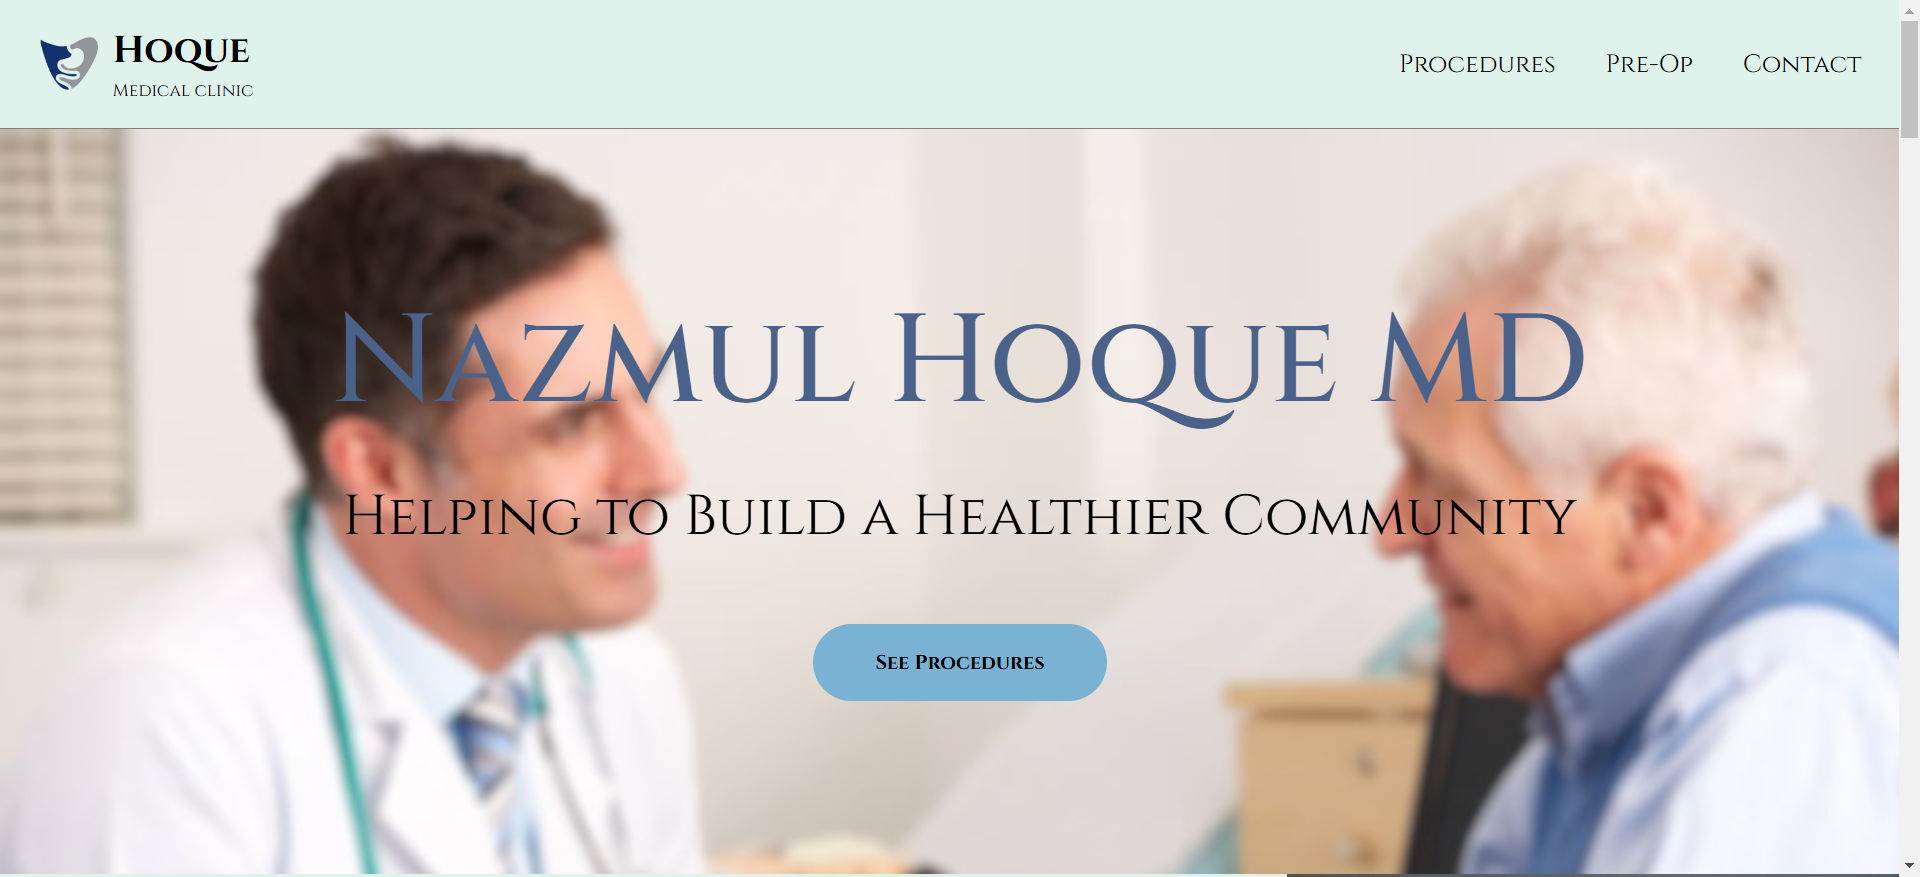 Hoque
Medical clinic
Procedures
Pre-Op
Contact
Nazmul Hoque MD
Helping to Build a Healthier Community
See Procedures